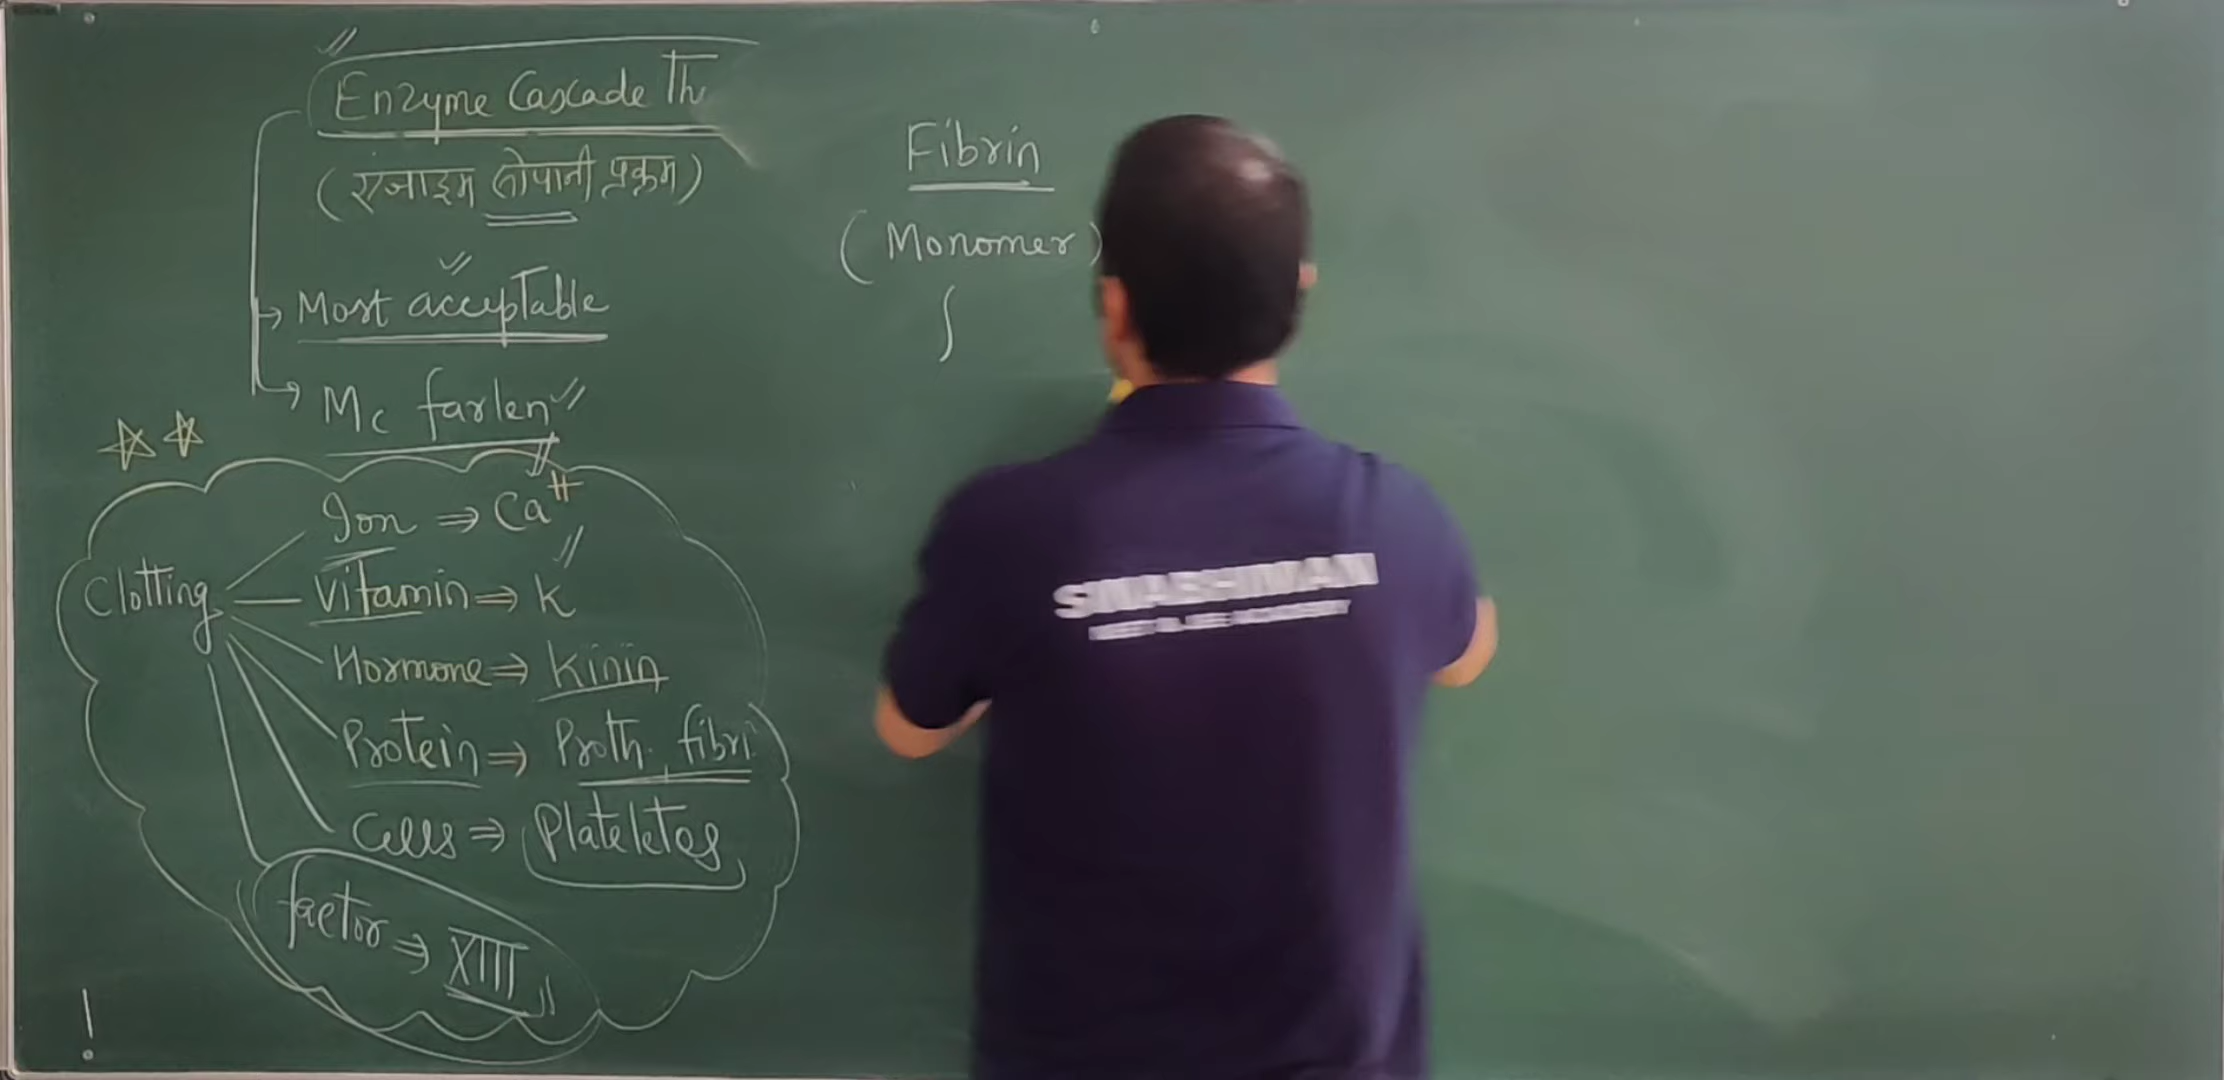 Enzyme Cascade Th
(एंजाइम सोपानी प्रक्रम)
Most acceptable
Mc farlen
Clotting
Ion ⇒ Ca++
Vitamin ⇒ K
Hormone ⇒ Kinin
Protein ⇒ Proth. fibri
Cells ⇒ Platelets
factor ⇒ XIII
!
Fibrin
(Monomer)
SWABHIMAN